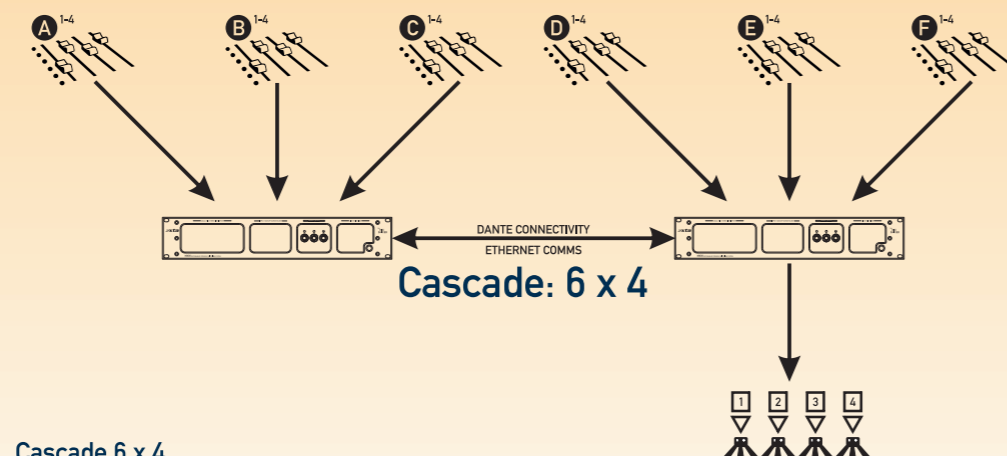 A 1-4 B 1-4 C 1-4 D 1-4 E 1-4 F 1-4
DANTE CONNECTIVITY
ETHERNET COMMS
Cascade: 6 x 4
1 2 3 4
Cascade 6 x 4